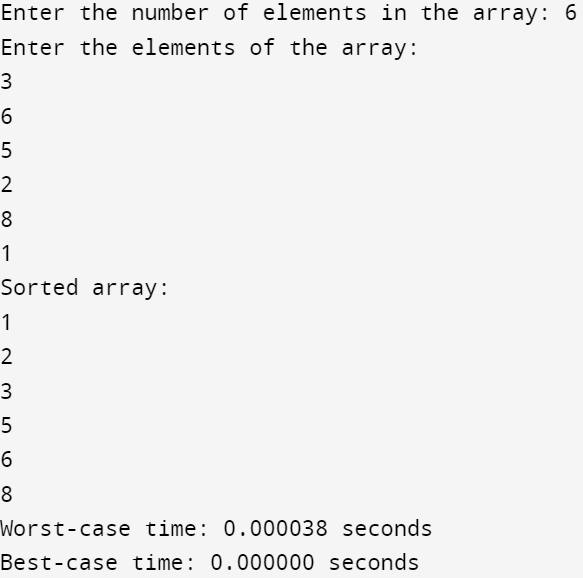 Enter the number of elements in the array: 6
Enter the elements of the array:
3
6
5
2
8
1
Sorted array:
1
2
3
5
6
8
Worst-case time: 0.000038 seconds
Best-case time: 0.000000 seconds